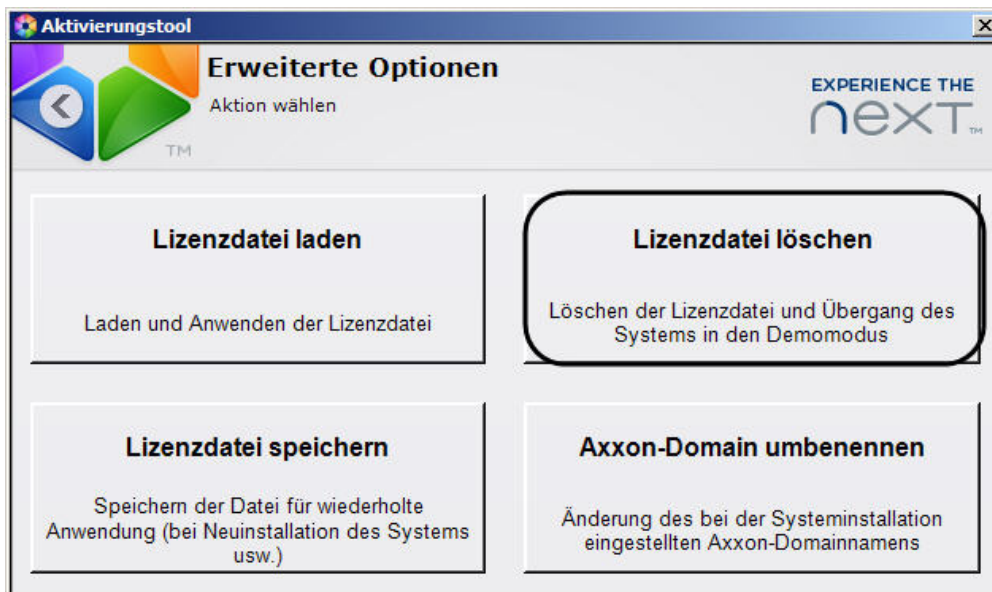 Aktivierungstool
Erweiterte Optionen
Aktion wählen
EXPERIENCE THE
next™
TM
Lizenzdatei laden
Laden und Anwenden der Lizenzdatei
Lizenzdatei löschen
Löschen der Lizenzdatei und Übergang des
Systems in den Demomodus
Lizenzdatei speichern
Speichern der Datei für wiederholte
Anwendung (bei Neuinstallation des Systems
usw.)
Axxon-Domain umbenennen
Änderung des bei der Systeminstallation
eingestellten Axxon-Domainnamens